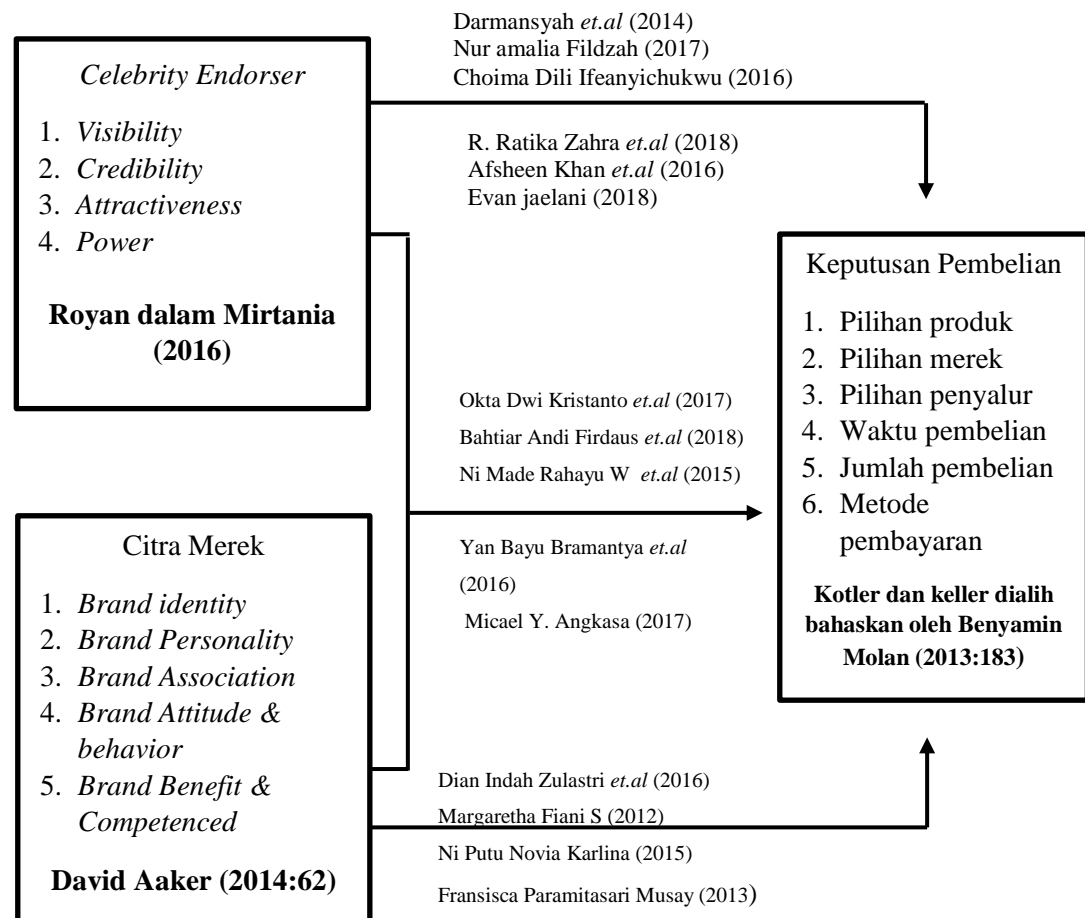 Darmansyah et.al (2014)
Nur amalia Fildzah (2017)
Choima Dili Ifeanyichukwu (2016)
Celebrity Endorser
1. Visibility
2. Credibility
3. Attractiveness
4. Power
Royan dalam Mirtania
(2016)
R. Ratika Zahra et.al (2018)
Afsheen Khan et.al (2016)
Evan jaelani (2018)
Keputusan Pembelian
1. Pilihan produk
2. Pilihan merek
3. Pilihan penyalur
4. Waktu pembelian
5. Jumlah pembelian
6. Metode
pembayaran
Kotler dan keller dialih
bahaskan oleh Benyamin
Molan (2013:183)
Okta Dwi Kristanto et.al (2017)
Bahtiar Andi Firdaus et.al (2018)
Ni Made Rahayu W et.al (2015)
Yan Bayu Bramantya et.al
(2016)
Micael Y. Angkasa (2017)
Citra Merek
1. Brand identity
2. Brand Personality
3. Brand Association
4. Brand Attitude &
behavior
5. Brand Benefit &
Competenced
David Aaker (2014:62)
Dian Indah Zulastri et.al (2016)
Margaretha Fiani S (2012)
Ni Putu Novia Karlina (2015)
Fransisca Paramitasari Musay (2013)